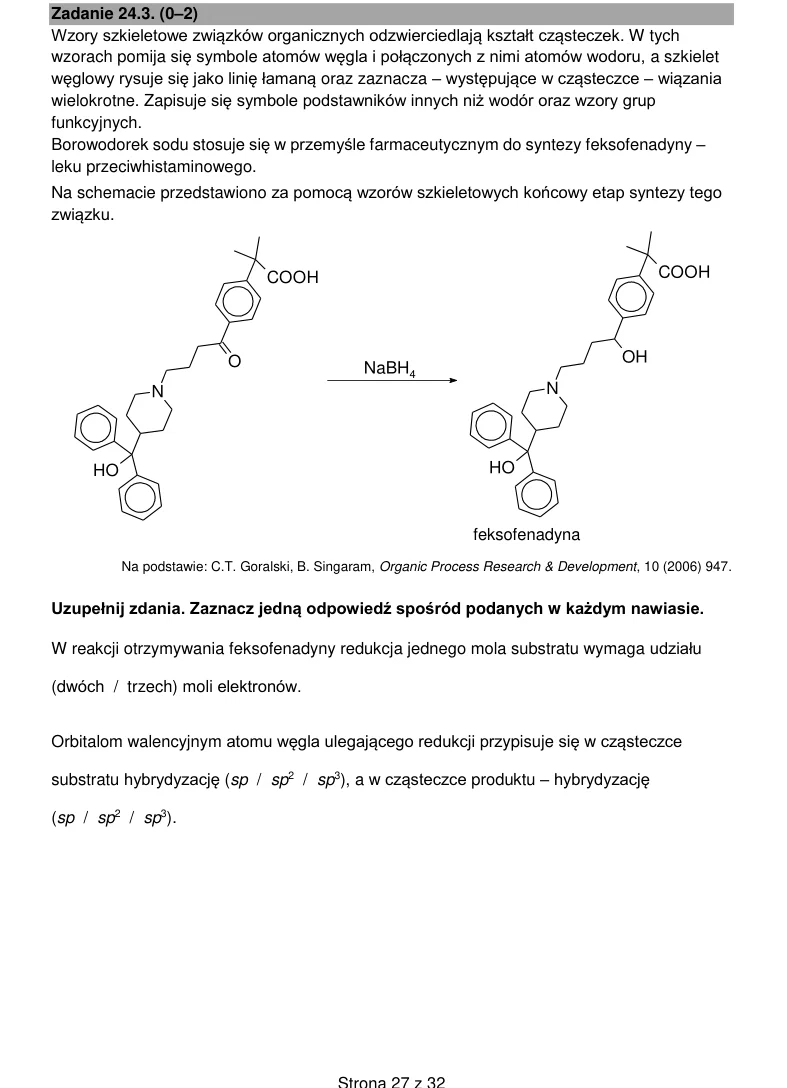 Zadanie 24.3. (0–2)
Wzory szkieletowe związków organicznych odzwierciedlają kształt cząsteczek. W tych
wzorach pomija się symbole atomów węgla i połączonych z nimi atomów wodoru, a szkielet
węglowy rysuje się jako linię łamaną oraz zaznacza – występujące w cząsteczce – wiązania
wielokrotne. Zapisuje się symbole podstawników innych niż wodór oraz wzory grup
funkcyjnych.
Borowodorek sodu stosuje się w przemyśle farmaceutycznym do syntezy feksofenadyny –
leku przeciwhistaminowego.
Na schemacie przedstawiono za pomocą wzorów szkieletowych końcowy etap syntezy tego
związku.
COOH
O
N
HO
NaBH₄
COOH
OH
N
HO
feksofenadyna
Na podstawie: C.T. Goralski, B. Singaram, Organic Process Research & Development, 10 (2006) 947.
Uzupełnij zdania. Zaznacz jedną odpowiedź spośród podanych w każdym nawiasie.
W reakcji otrzymywania feksofenadyny redukcja jednego mola substratu wymaga udziału
(dwóch / trzech) moli elektronów.
Orbitalom walencyjnym atomu węgla ulegającego redukcji przypisuje się w cząsteczce
substratu hybrydyzację (sp / sp² / sp³), a w cząsteczce produktu – hybrydyzację
(sp / sp² / sp³).
Strona 27 z 32